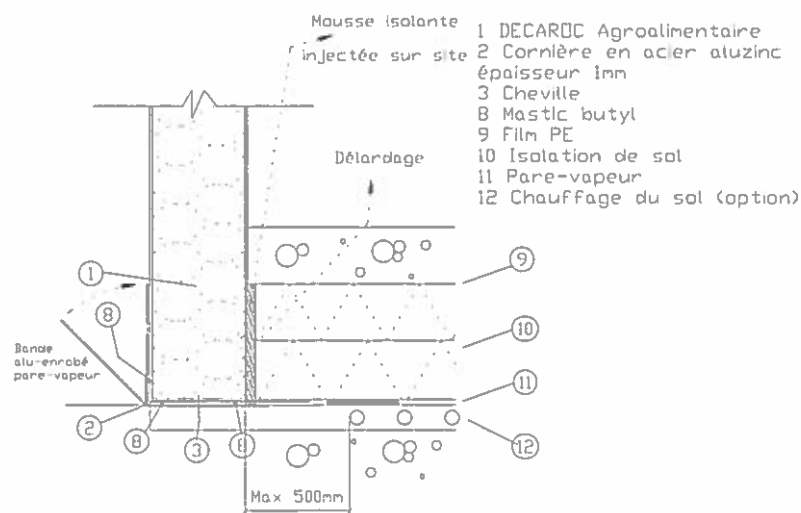 Mousse isolante
injectée sur site
1 DECAROC Agroalimentaire
2 Cornière en acier aluzinc
épaisseur 1mm
3 Cheville
8 Mastic butyl
9 Film PE
10 Isolation de sol
11 Pare-vapeur
12 Chauffage du sol (option)
Délardage
9
1
8
10
Bande
alu-enrobé
pare-vapeur
11
2
8
3
8
12
Max 500mm